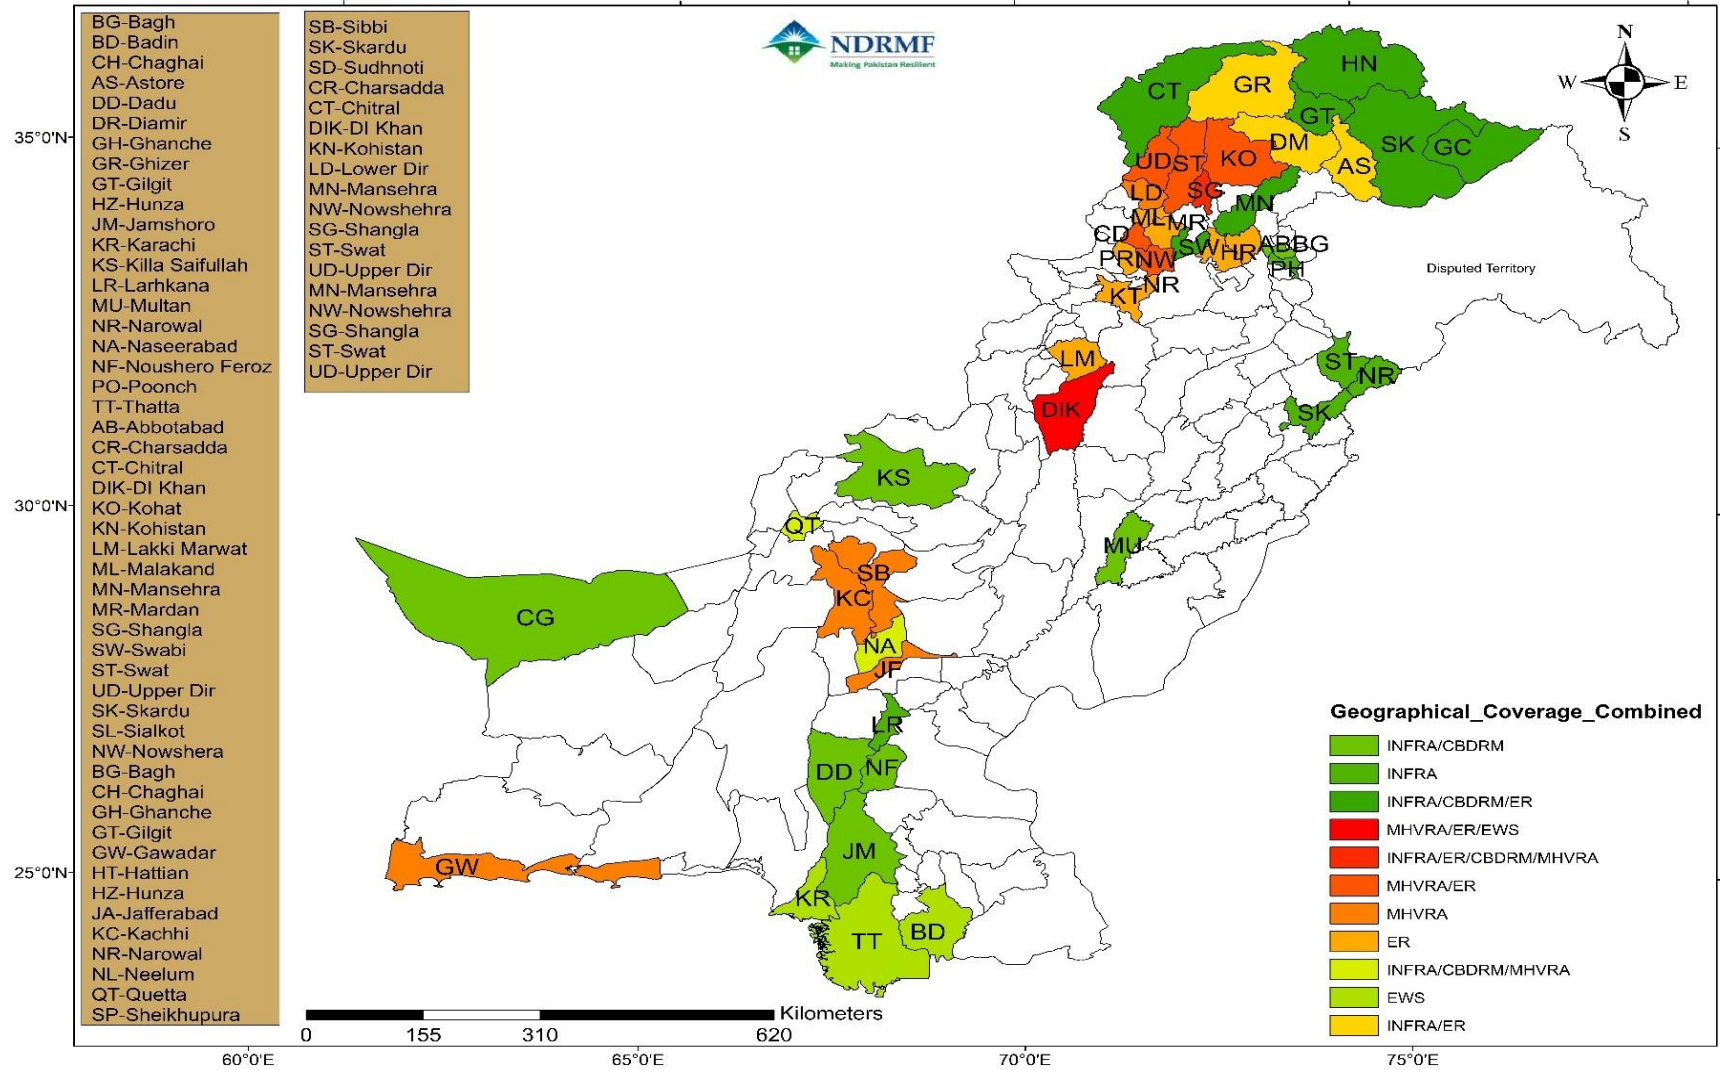 BG-Bagh
BD-Badin
CH-Chaghai
AS-Astore
DD-Dadu
DR-Diamir
GH-Ghanche
GR-Ghizer
GT-Gilgit
HZ-Hunza
JM-Jamshoro
KR-Karachi
KS-Killa Saifullah
LR-Larhkana
MU-Multan
NR-Narowal
NA-Naseerabad
NF-Noushero Feroz
PO-Poonch
TT-Thatta
AB-Abbotabad
CR-Charsadda
CT-Chitral
DIK-DI Khan
KO-Kohat
KN-Kohistan
LM-Lakki Marwat
ML-Malakand
MN-Mansehra
MR-Mardan
SG-Shangla
SW-Swabi
ST-Swat
UD-Upper Dir
SK-Skardu
SL-Sialkot
NW-Nowshera
BG-Bagh
CH-Chaghai
GH-Ghanche
GT-Gilgit
GW-Gawadar
HT-Hattian
HZ-Hunza
JA-Jafferabad
KC-Kachhi
NR-Narowal
NL-Neelum
QT-Quetta
SP-Sheikhupura
SB-Sibbi
SK-Skardu
SD-Sudhnoti
CR-Charsadda
CT-Chitral
DIK-DI Khan
KN-Kohistan
LD-Lower Dir
MN-Mansehra
NW-Nowshehra
SG-Shangla
ST-Swat
UD-Upper Dir
MN-Mansehra
NW-Nowshehra
SG-Shangla
ST-Swat
UD-Upper Dir
NDRMF
Making Pakistan Resilient
N
W E
S
35°0'N
30°0'N
25°0'N
CT
GR
HN
GT
DM
AS
SK
GC
UD
ST
KO
SG
LD
MN
ML
MR
CD
SW
HR
AB
BG
PR
NW
PH
NR
KT
Disputed Territory
LM
DIK
ST
NR
SK
KS
QT
MU
SB
KC
CG
NA
JF
LR
DD
NF
JM
GW
KR
TT
BD
Geographical_Coverage_Combined
INFRA/CBDRM
INFRA
INFRA/CBDRM/ER
MHVRA/ER/EWS
INFRA/ER/CBDRM/MHVRA
MHVRA/ER
MHVRA
ER
INFRA/CBDRM/MHVRA
EWS
INFRA/ER
Kilometers
0 155 310 620
60°0'E 65°0'E 70°0'E 75°0'E